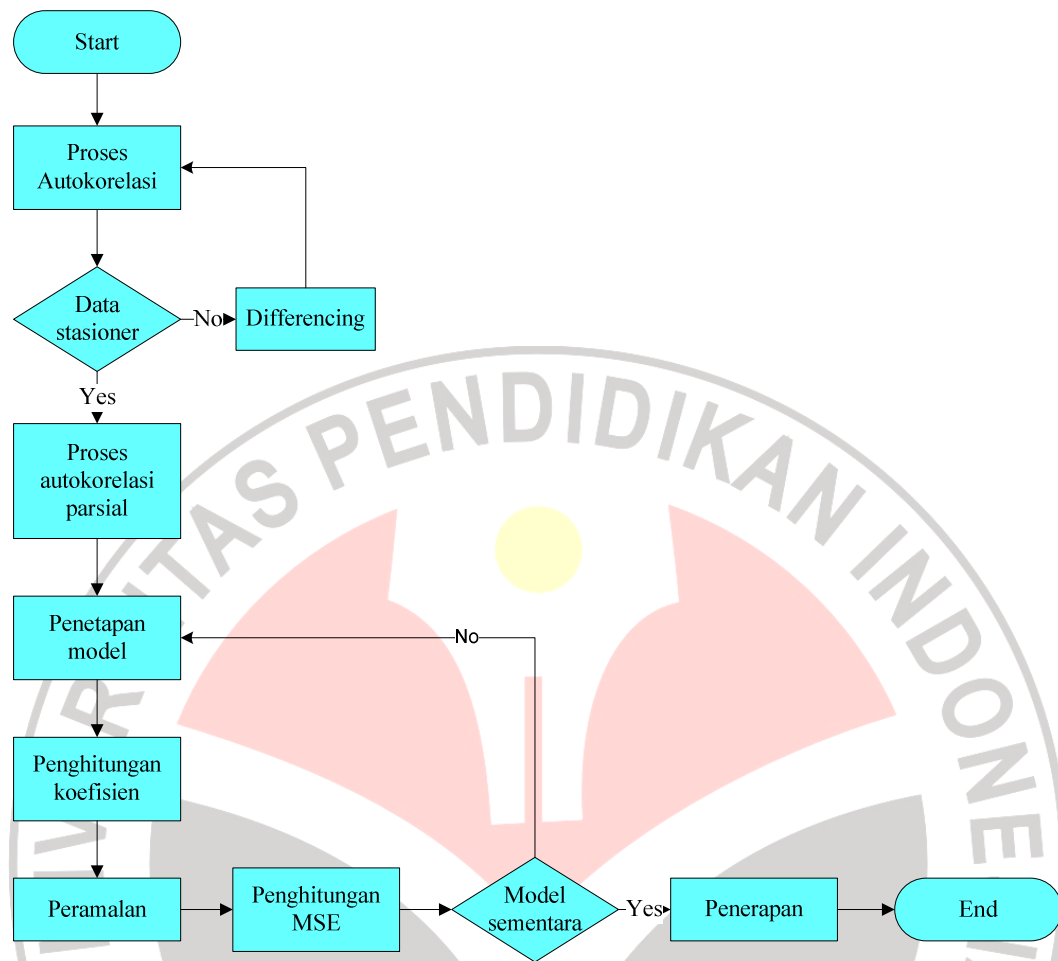 Start
Proses
Autokorelasi
Data
stasioner
No
Differencing
Yes
Proses
autokorelasi
parsial
Penetapan
model
No
Penghitungan
koefisien
Peramalan
Penghitungan
MSE
Model
sementara
Yes
Penerapan
End
PENDIDIKAN INDONE